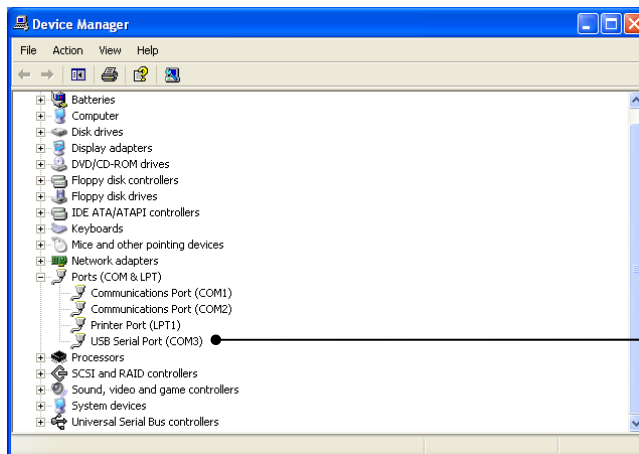 Device Manager
File Action View Help
Batteries
Computer
Disk drives
Display adapters
DVD/CD-ROM drives
Floppy disk controllers
Floppy disk drives
IDE ATA/ATAPI controllers
Keyboards
Mice and other pointing devices
Network adapters
Ports (COM & LPT)
Communications Port (COM1)
Communications Port (COM2)
Printer Port (LPT1)
USB Serial Port (COM3)
Processors
SCSI and RAID controllers
Sound, video and game controllers
System devices
Universal Serial Bus controllers